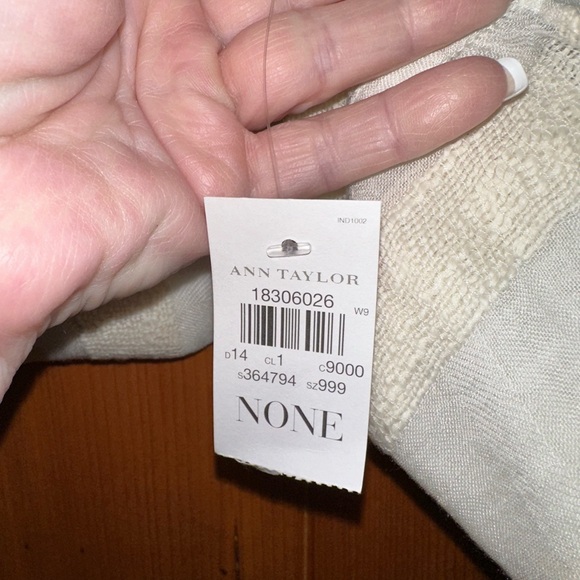 IND1002
ANN TAYLOR
18306026
W9
D14 CL1 C9000
S364794 SZ999
NONE